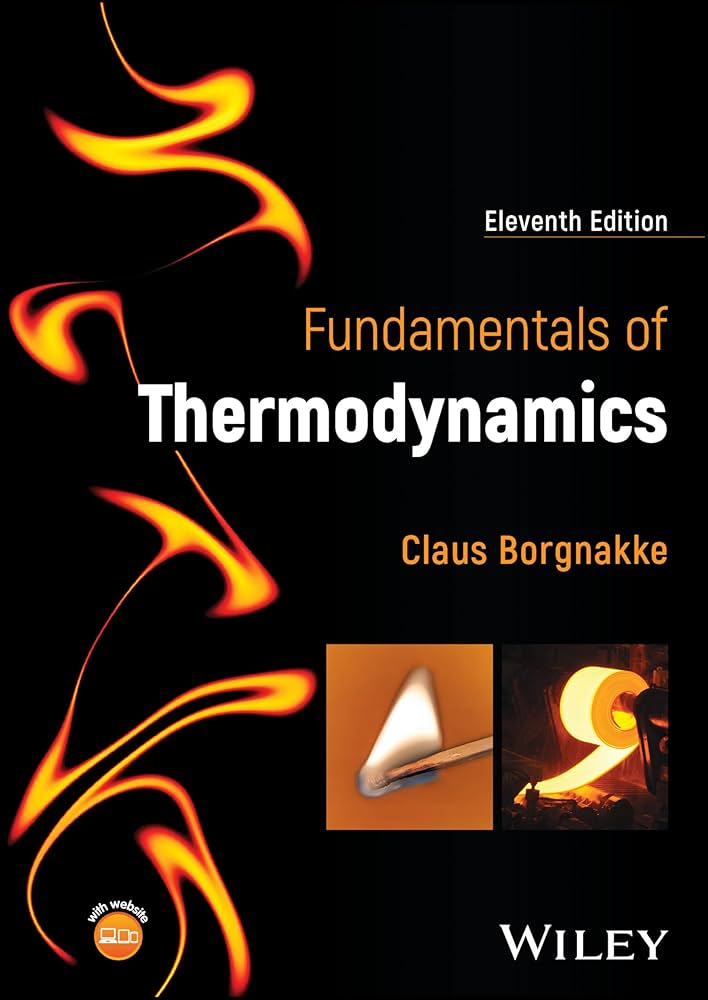 Eleventh Edition
Fundamentals of
Thermodynamics
Claus Borgnakke
with website
WILEY